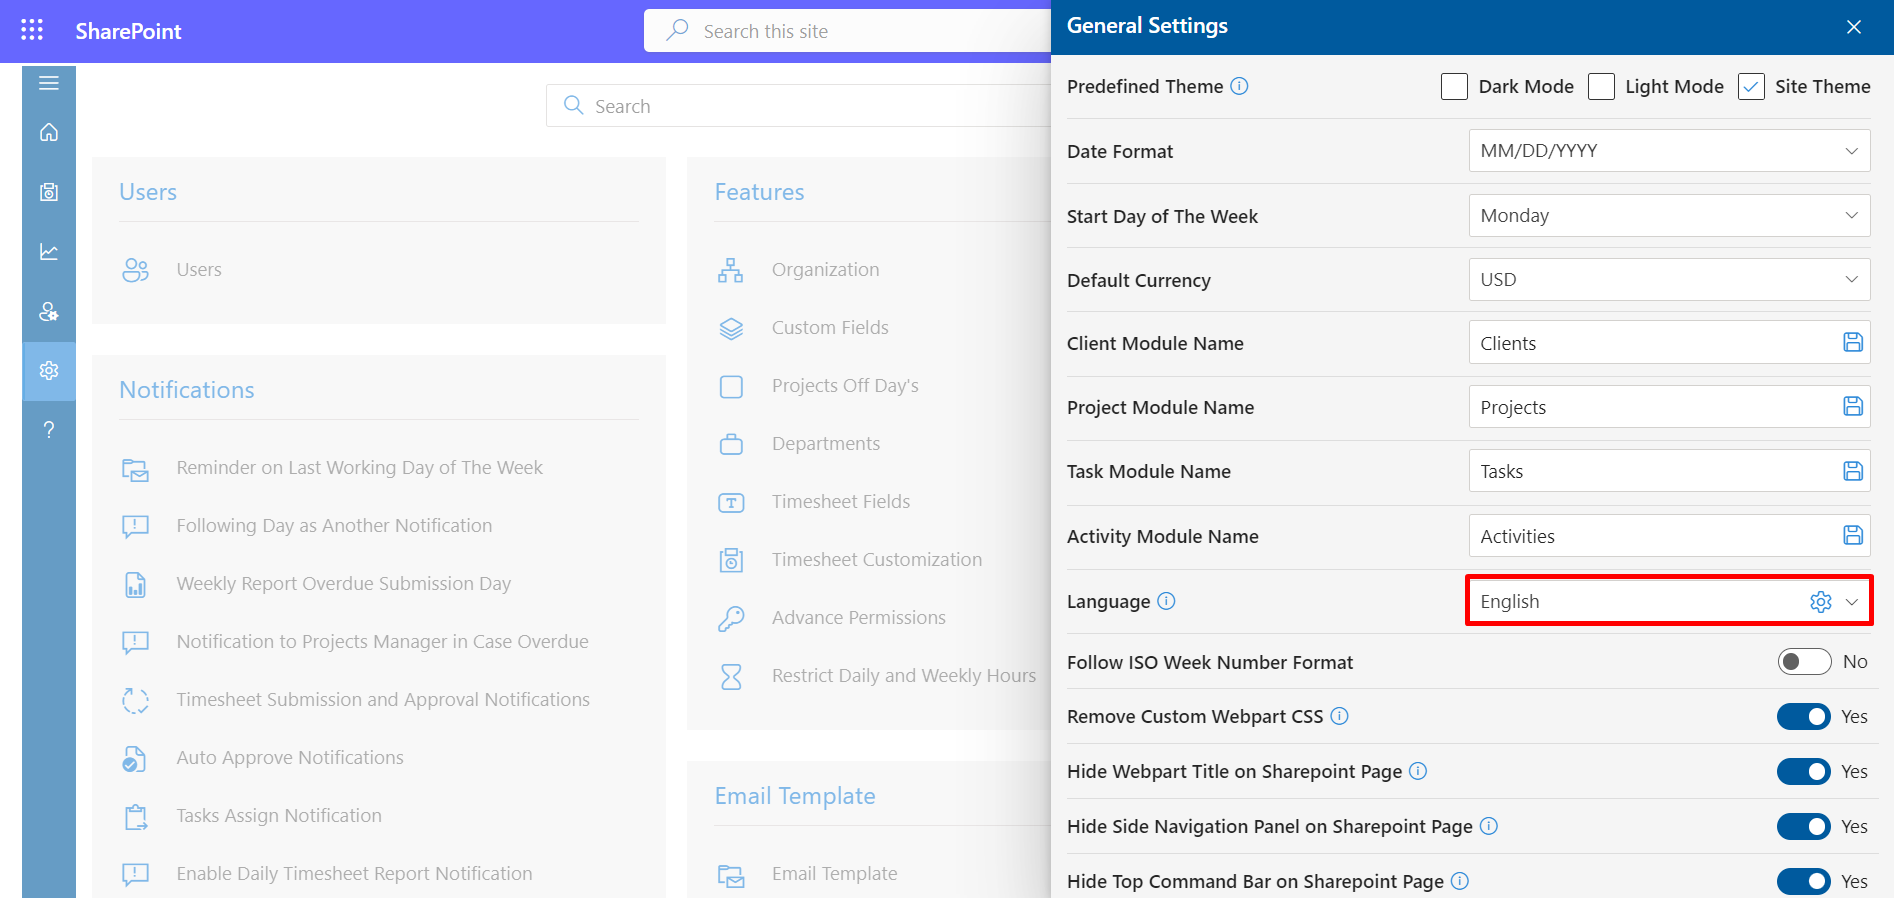 SharePoint
Search this site
Search
Users
Users
Notifications
Reminder on Last Working Day of The Week
Following Day as Another Notification
Weekly Report Overdue Submission Day
Notification to Projects Manager in Case Overdue
Timesheet Submission and Approval Notifications
Auto Approve Notifications
Tasks Assign Notification
Enable Daily Timesheet Report Notification
Features
Organization
Custom Fields
Projects Off Day's
Departments
Timesheet Fields
Timesheet Customization
Advance Permissions
Restrict Daily and Weekly Hours
Email Template
Email Template
General Settings
Predefined Theme Dark Mode Light Mode Site Theme
Date Format MM/DD/YYYY
Start Day of The Week Monday
Default Currency USD
Client Module Name Clients
Project Module Name Projects
Task Module Name Tasks
Activity Module Name Activities
Language English
Follow ISO Week Number Format No
Remove Custom Webpart CSS Yes
Hide Webpart Title on Sharepoint Page Yes
Hide Side Navigation Panel on Sharepoint Page Yes
Hide Top Command Bar on Sharepoint Page Yes